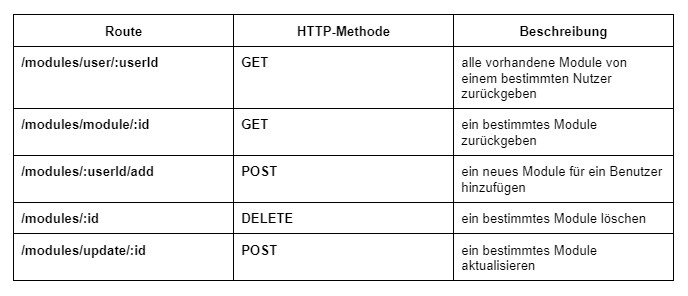 Route HTTP-Methode Beschreibung
/modules/user/:userId GET alle vorhandene Module von
einem bestimmten Nutzer
zurückgeben
/modules/module/:id GET ein bestimmtes Module
zurückgeben
/modules/:userId/add POST ein neues Module für ein Benutzer
hinzufügen
/modules/:id DELETE ein bestimmtes Module löschen
/modules/update/:id POST ein bestimmtes Module
aktualisieren